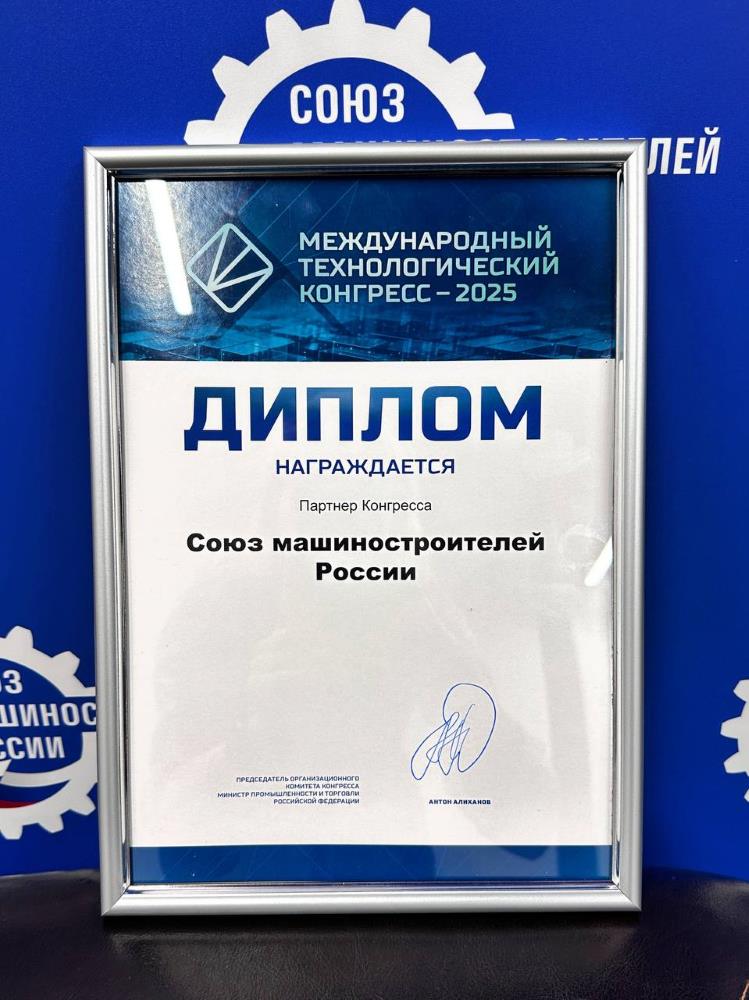 СОЮЗ
МЕЖДУНАРОДНЫЙ
ТЕХНОЛОГИЧЕСКИЙ
КОНГРЕСС – 2025
ДИПЛОМ
НАГРАЖДАЕТСЯ
Партнер Конгресса
Союз машиностроителей
России
ПРЕДСЕДАТЕЛЬ ОРГАНИЗАЦИОННОГО
КОМИТЕТА КОНГРЕССА
МИНИСТР ПРОМЫШЛЕННОСТИ И ТОРГОВЛИ
РОССИЙСКОЙ ФЕДЕРАЦИИ
АНТОН АЛИХАНОВ